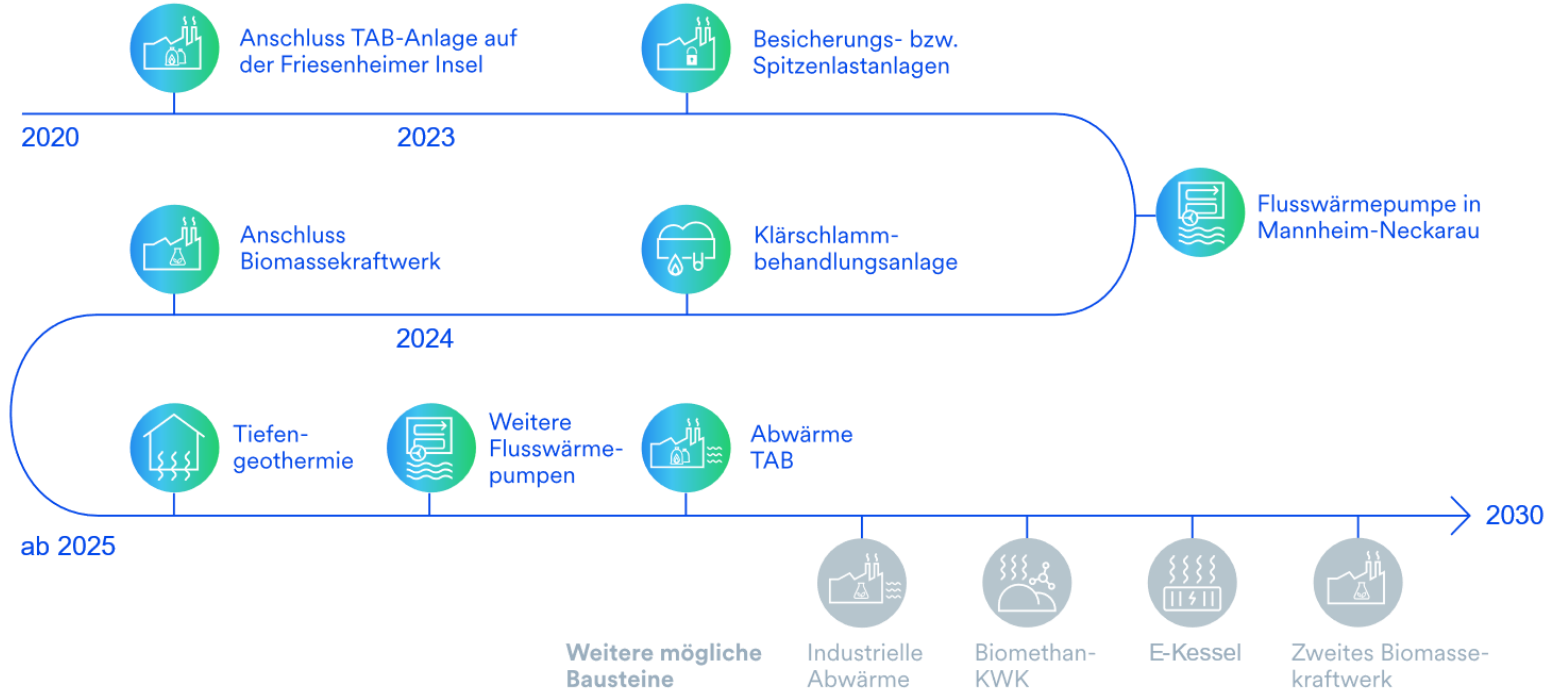 Anschluss TAB-Anlage auf
der Friesenheimer Insel
Besicherungs- bzw.
Spitzenlastanlagen
2020
2023
Flusswärmepumpe in
Mannheim-Neckarau
Anschluss
Biomassekraftwerk
Klärschlamm-
behandlungsanlage
2024
Tiefen-
geothermie
Weitere
Flusswärme-
pumpen
Abwärme
TAB
ab 2025
2030
Weitere mögliche
Bausteine
Industrielle
Abwärme
Biomethan-
KWK
E-Kessel
Zweites Biomasse-
kraftwerk